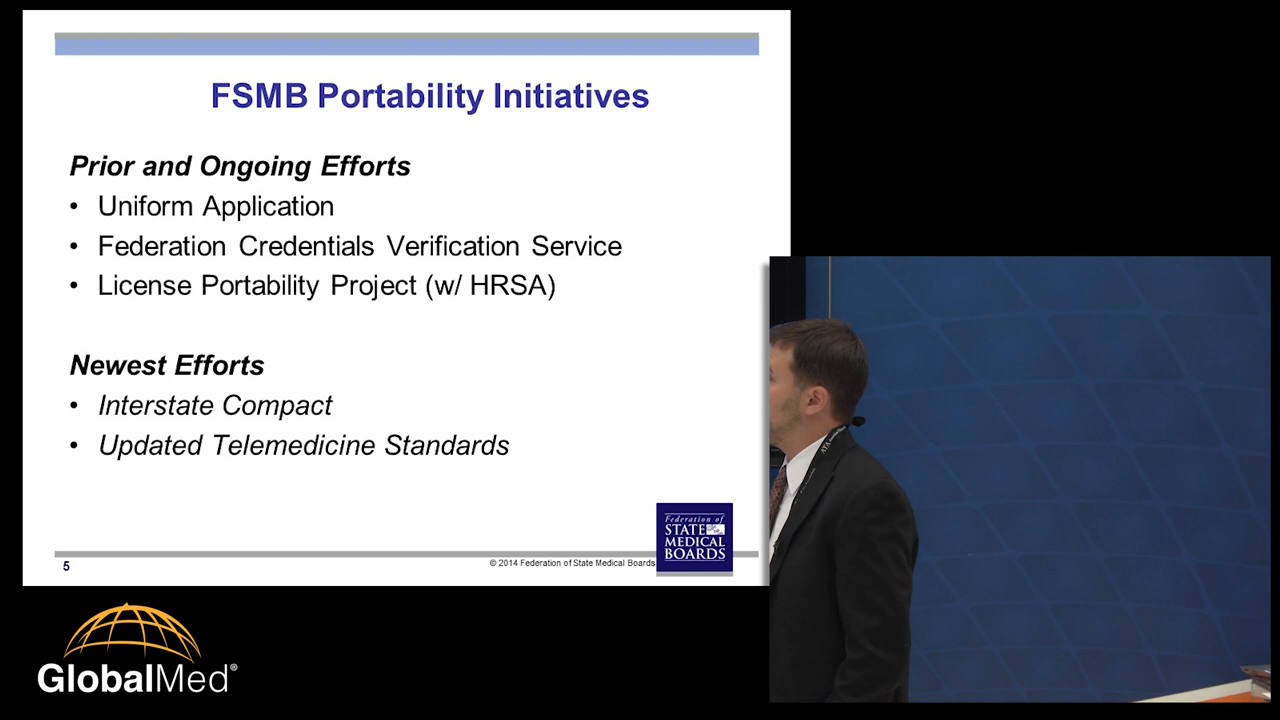 FSMB Portability Initiatives
Prior and Ongoing Efforts
• Uniform Application
• Federation Credentials Verification Service
• License Portability Project (w/ HRSA)
Newest Efforts
• Interstate Compact
• Updated Telemedicine Standards
Federation of
STATE
MEDICAL
BOARDS
5
© 2014 Federation of State Medical Boards
GlobalMed®
ATA